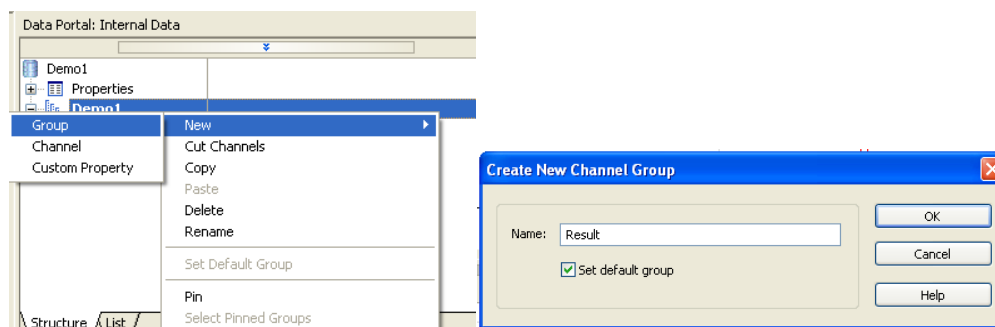 Data Portal: Internal Data
Demo1
Properties
Demo1
Group
Channel
Custom Property
New
Cut Channels
Copy
Paste
Delete
Rename
Set Default Group
Pin
Select Pinned Groups
Structure List
Create New Channel Group
Name: Result
Set default group
OK
Cancel
Help